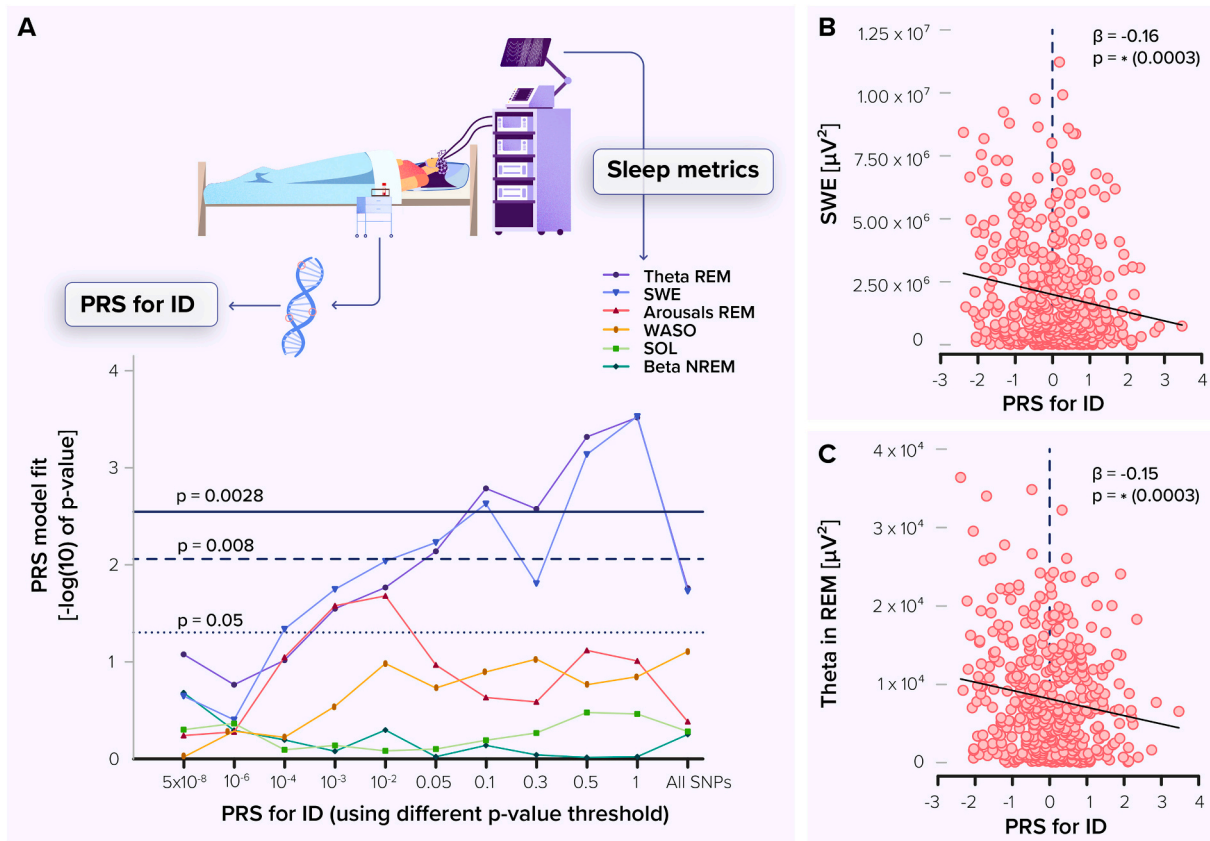 A
Sleep metrics
PRS for ID
Theta REM
SWE
Arousals REM
WASO
SOL
Beta NREM
PRS model fit
[-log(10) of p-value]
4
3
2
1
0
p = 0.0028
p = 0.008
p = 0.05
5x10⁻⁸ 10⁻⁶ 10⁻⁴ 10⁻³ 10⁻² 0.05 0.1 0.3 0.5 1 All SNPs
PRS for ID (using different p-value threshold)
B
β = -0.16
p = * (0.0003)
SWE [µV²]
1.25 x 10⁷
1.00 x 10⁷
7.50 x 10⁶
5.00 x 10⁶
2.50 x 10⁶
0
-3 -2 -1 0 1 2 3 4
PRS for ID
C
β = -0.15
p = * (0.0003)
Theta in REM [µV²]
4 x 10⁴
3 x 10⁴
2 x 10⁴
1 x 10⁴
0
-3 -2 -1 0 1 2 3 4
PRS for ID